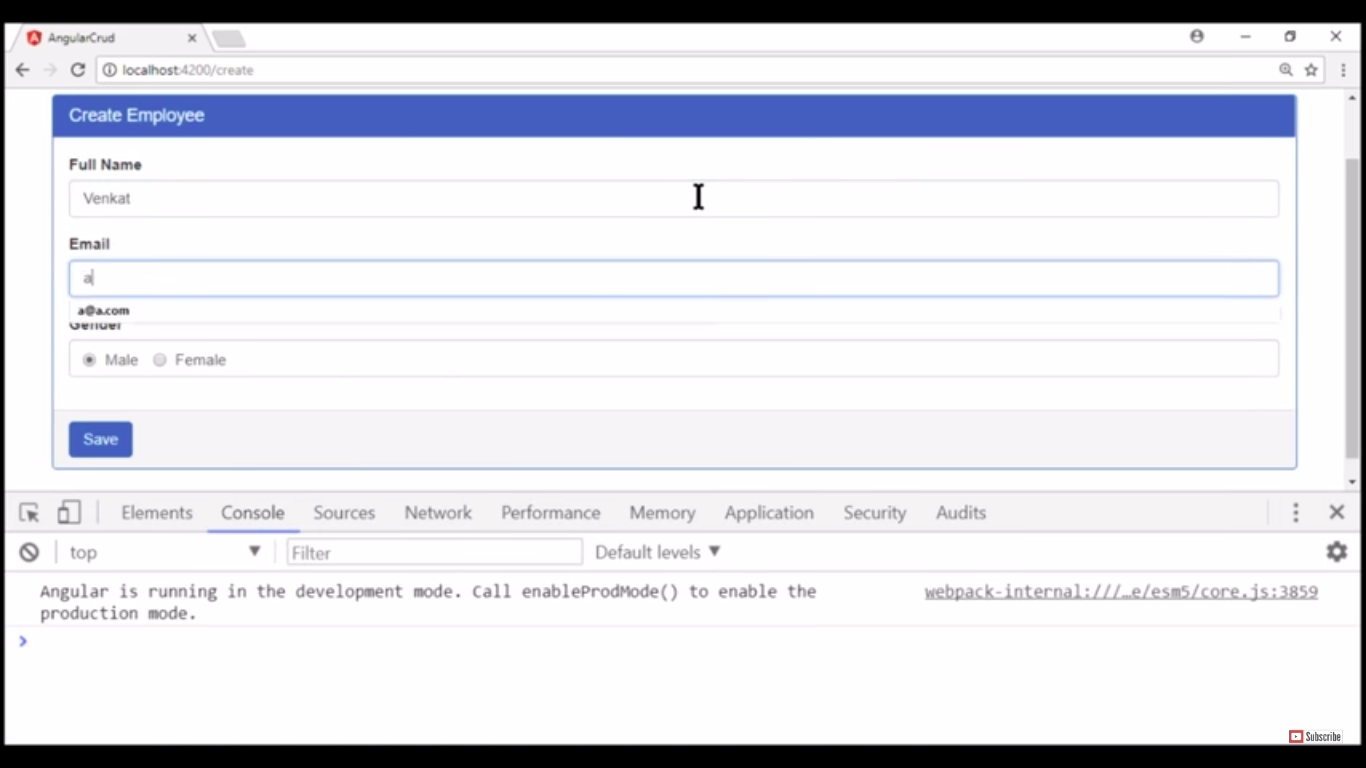 AngularCrud
localhost:4200/create
Create Employee
Full Name
Venkat
Email
a
a@a.com
Gender
Male Female
Save
Elements Console Sources Network Performance Memory Application Security Audits
top Filter Default levels
Angular is running in the development mode. Call enableProdMode() to enable the webpack-internal:///…e/esm5/core.js:3859
production mode.
Subscribe